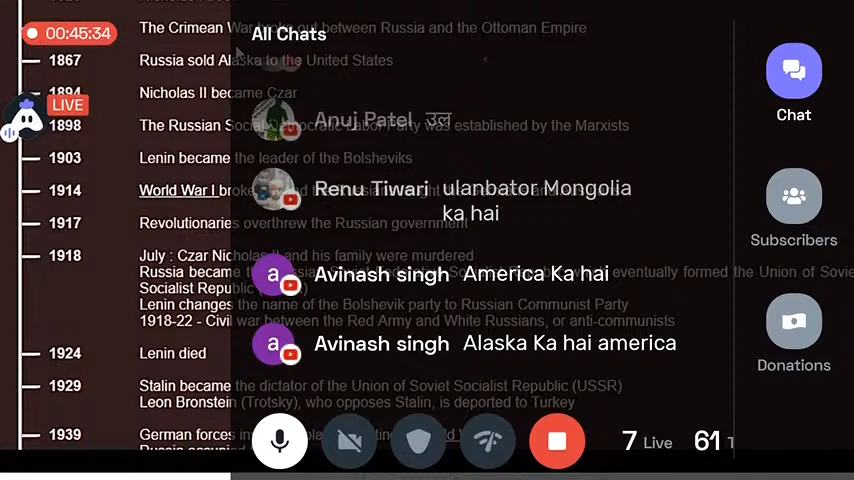 The Crimean War broke out between Russia and the Ottoman Empire
00:45:34
All Chats
1867 Russia sold Alaska to the United States
1894 Nicholas II became Czar
LIVE
Chat
Anuj Patel उल
1898 The Russian Social Democratic Labor Party was established by the Marxists
1903 Lenin became the leader of the Bolsheviks
Renu Tiwari ulanbator Mongolia
ka hai
1914 World War I broke
1917 Revolutionaries overthrew the Russian government
Subscribers
1918 July : Czar Nicholas II and his family were murdered
Russia became the eventually formed the Union of Sovie
Avinash singh America Ka hai
Socialist Republic
Lenin changes the name of the Bolshevik party to Russian Communist Party
1918-22 - Civil war between the Red Army and White Russians, or anti-communists
a
Avinash singh Alaska Ka hai america
a
1924 Lenin died
Donations
1929 Stalin became the dictator of the Union of Soviet Socialist Republic (USSR)
Leon Bronstein (Trotsky), who opposes Stalin, is deported to Turkey
1939 German forces
7 Live 61